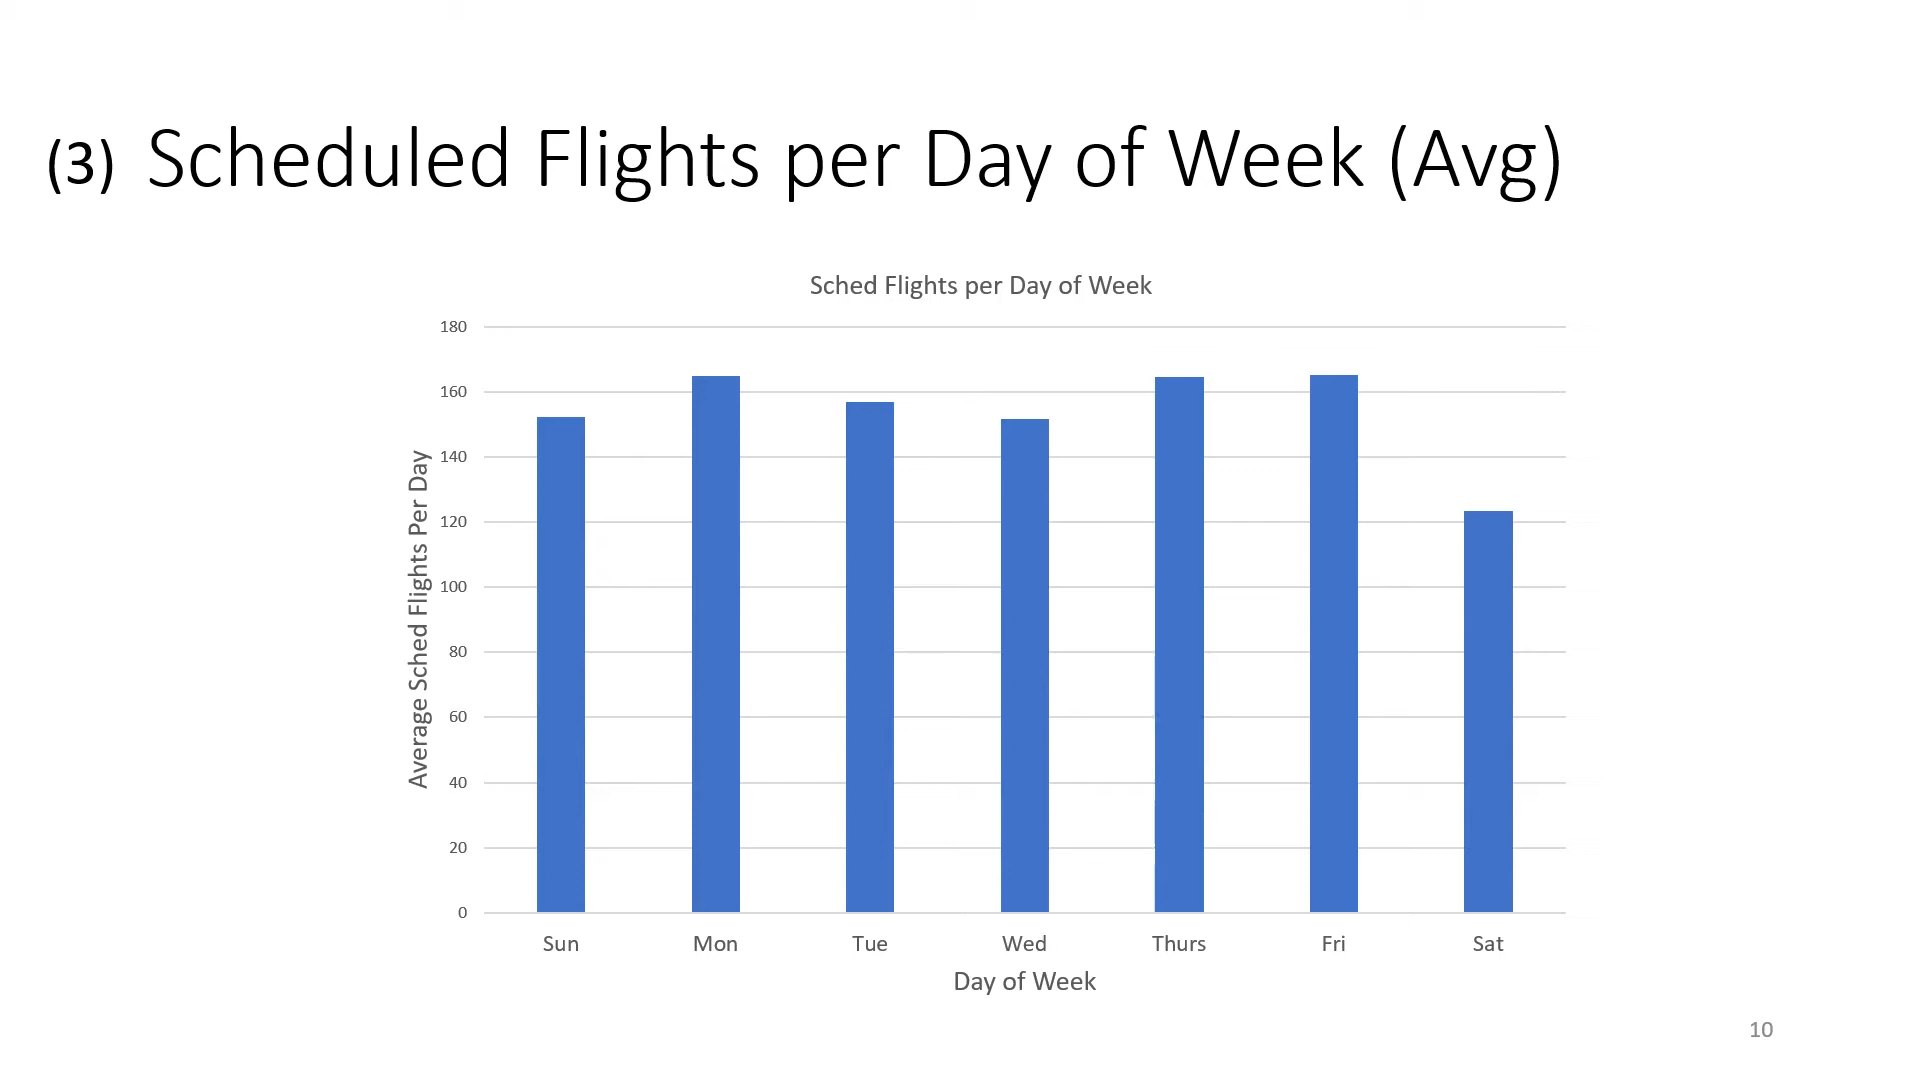 (3) Scheduled Flights per Day of Week (Avg)
Sched Flights per Day of Week
Average Sched Flights Per Day
180
160
140
120
100
80
60
40
20
0
Sun Mon Tue Wed Thurs Fri Sat
Day of Week
10